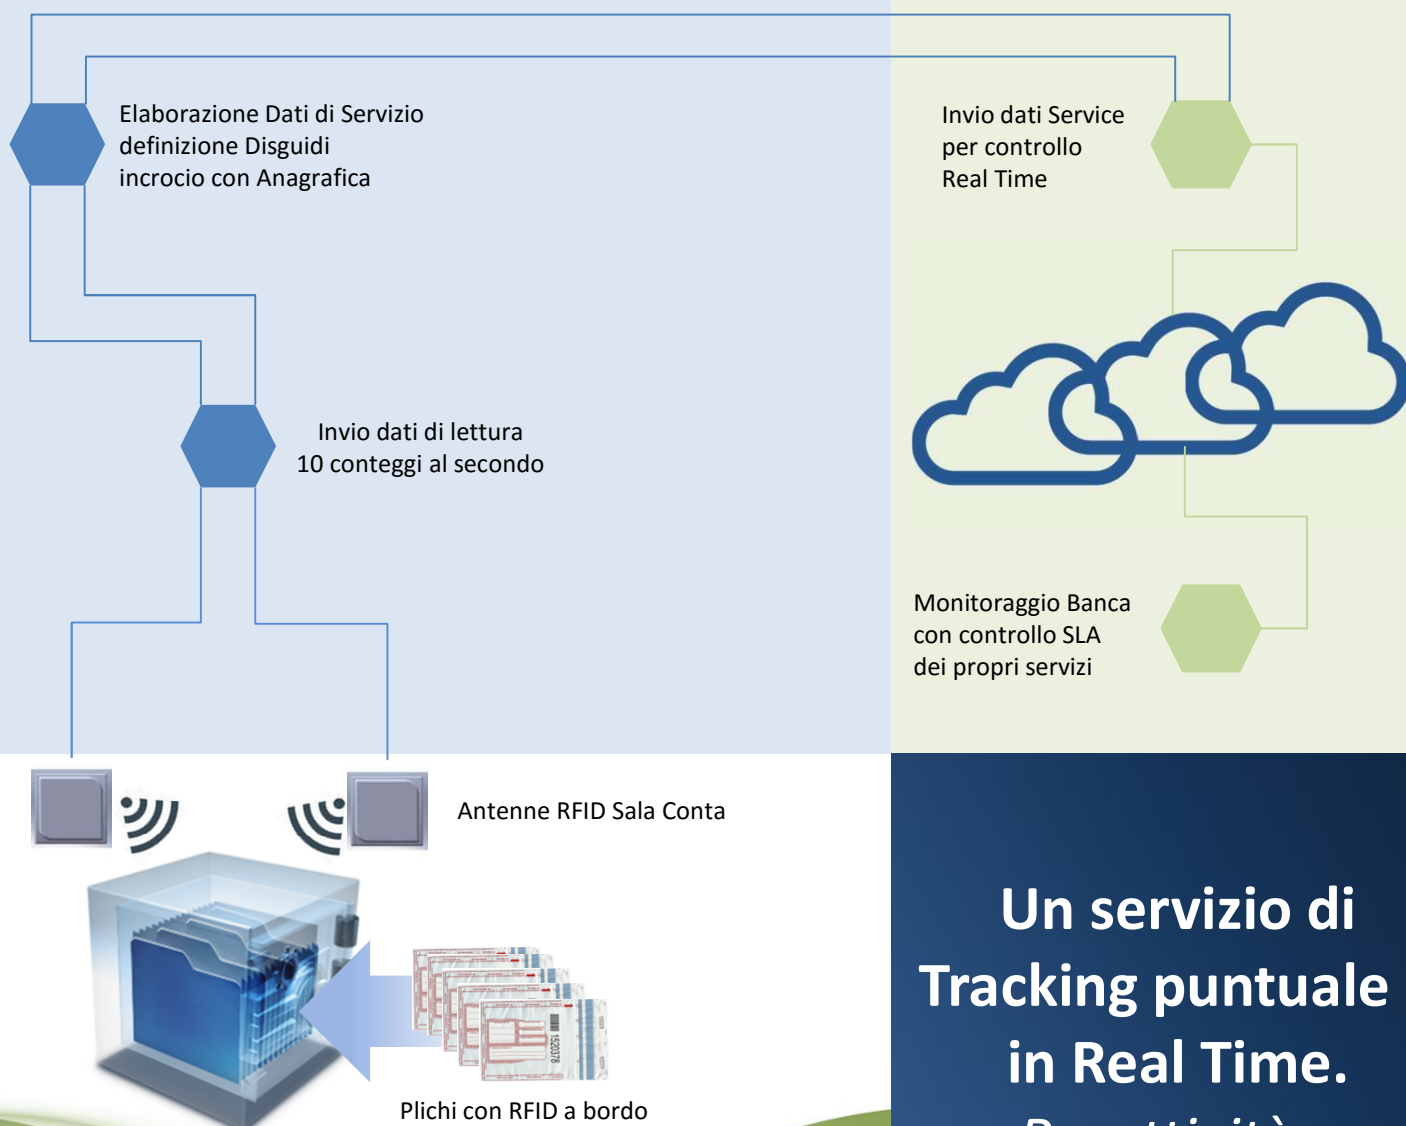 Elaborazione Dati di Servizio
definizione Disguidi
incrocio con Anagrafica
Invio dati Service
per controllo
Real Time
Invio dati di lettura
10 conteggi al secondo
Monitoraggio Banca
con controllo SLA
dei propri servizi
Antenne RFID Sala Conta
1520378
Plichi con RFID a bordo
Un servizio di
Tracking puntuale
in Real Time.